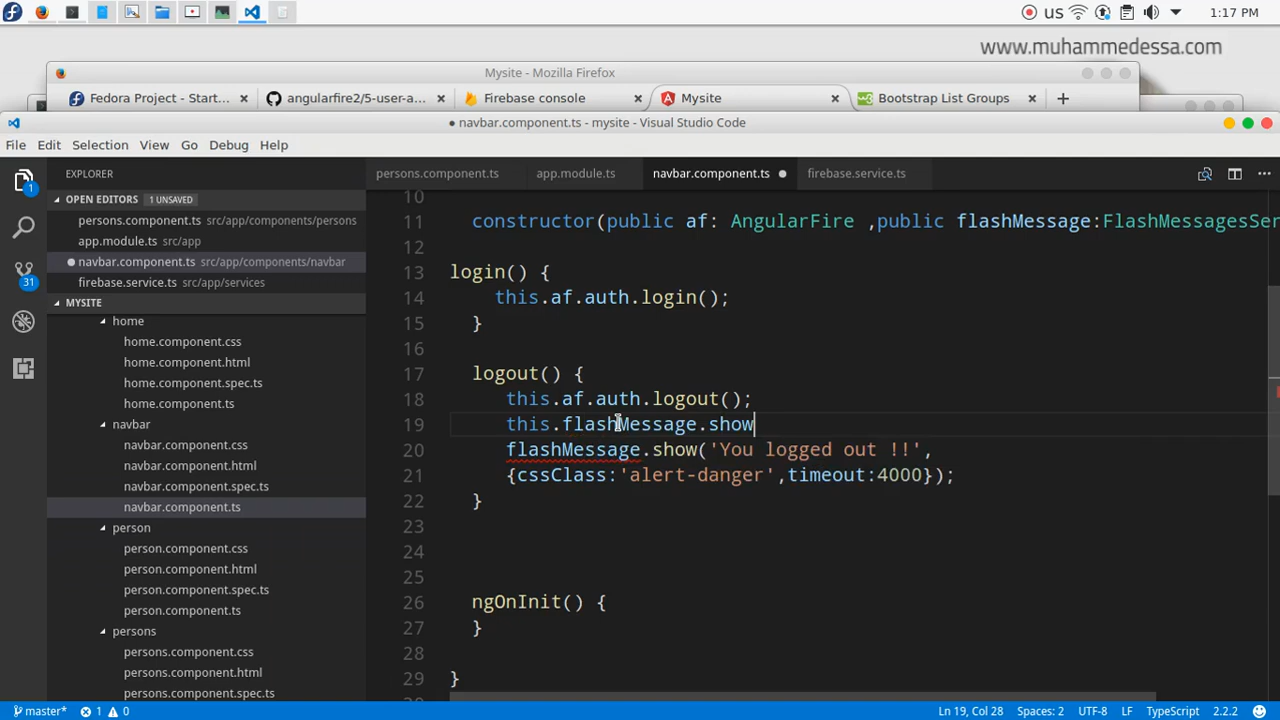 us 1:17 PM
www.muhammedessa.com
Mysite - Mozilla Firefox
Fedora Project - Start... × angularfire2/5-user-a... × Firebase console × Mysite × Bootstrap List Groups × +
● navbar.component.ts - mysite - Visual Studio Code
File Edit Selection View Go Debug Help
EXPLORER persons.component.ts app.module.ts navbar.component.ts ● firebase.service.ts
OPEN EDITORS 1 UNSAVED
persons.component.ts src/app/components/persons
app.module.ts src/app
● navbar.component.ts src/app/components/navbar
firebase.service.ts src/app/services
MYSITE
home
home.component.css
home.component.html
home.component.spec.ts
home.component.ts
navbar
navbar.component.css
navbar.component.html
navbar.component.spec.ts
navbar.component.ts
person
person.component.css
person.component.html
person.component.spec.ts
person.component.ts
persons
persons.component.css
persons.component.html
persons.component.spec.ts
1
31
10
11 constructor(public af: AngularFire ,public flashMessage:FlashMessagesSer
12
13 login() {
14 this.af.auth.login();
15 }
16
17 logout() {
18 this.af.auth.logout();
19 this.flashMessage.show
20 flashMessage.show('You logged out !!',
21 {cssClass:'alert-danger',timeout:4000});
22 }
23
24
25
26 ngOnInit() {
27 }
28
29 }
master* 1 0 Ln 19, Col 28 Spaces: 2 UTF-8 LF TypeScript 2.2.2